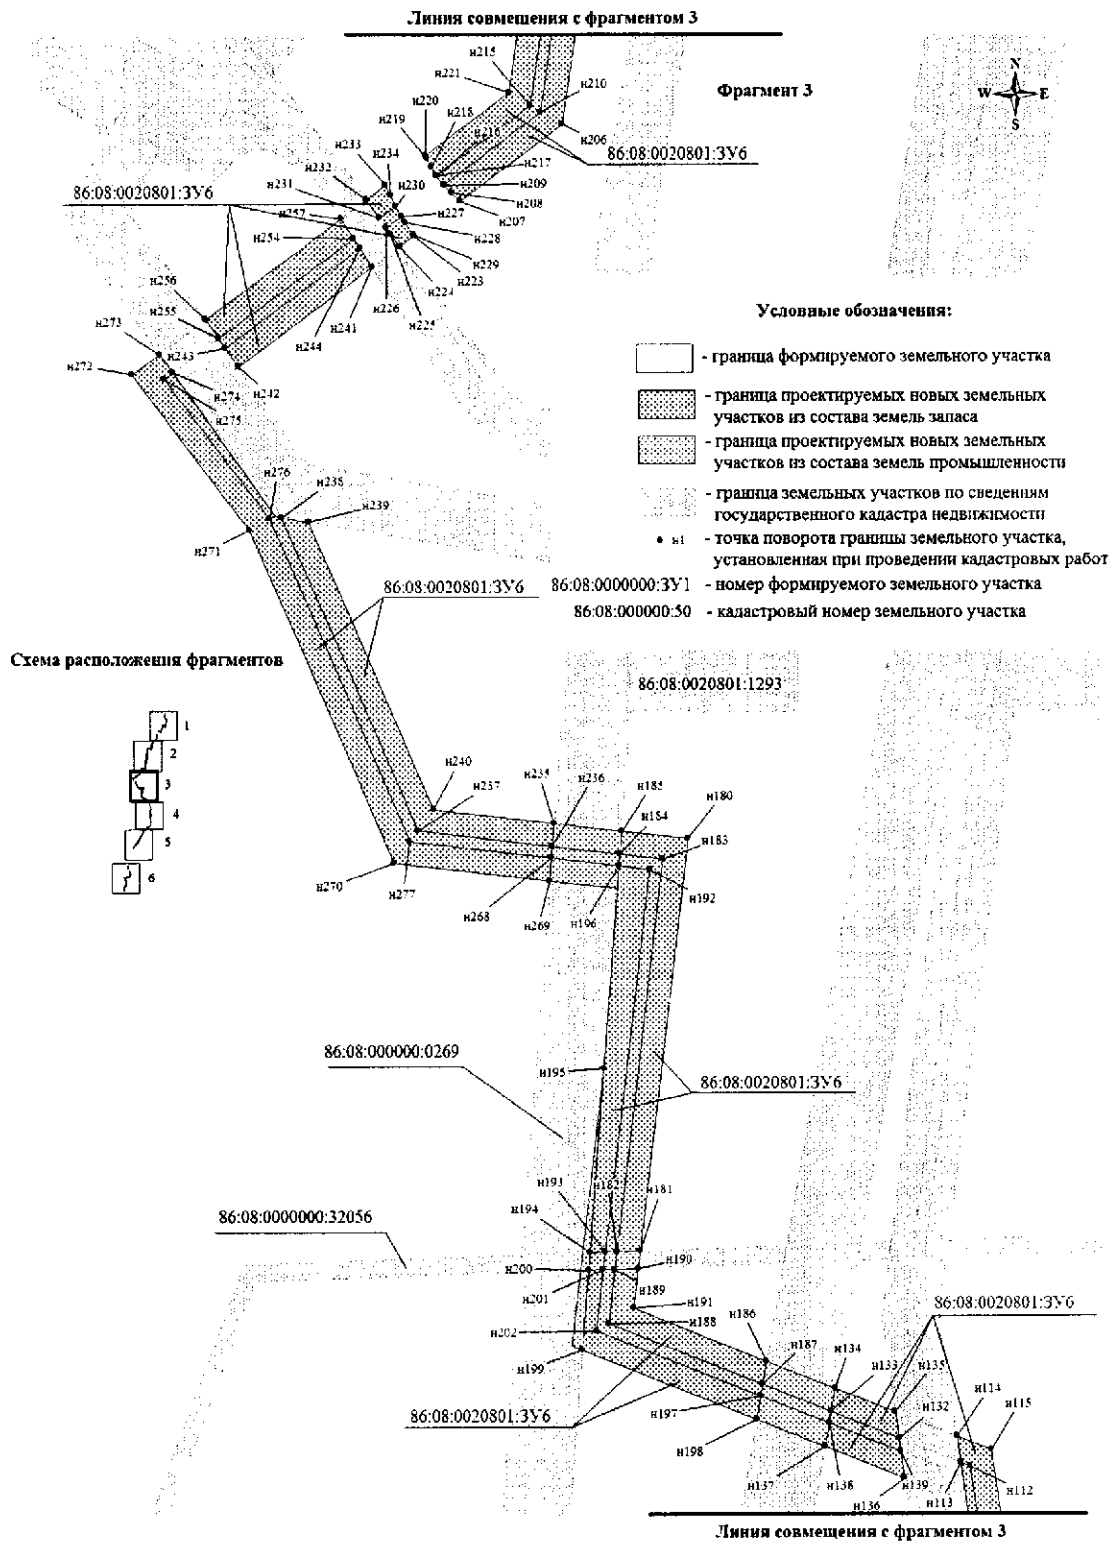 Линия совмещения с фрагментом 3
н215
н221
н210
Фрагмент 3
N
W E
S
н220
н219
н218
н216
н206
н233
н234
н217
86:08:0020801:ЗУ6
н232
н209
86:08:0020801:ЗУ6
н231
н230
н208
н257
н227
н207
н254
н228
н229
н223
н224
н256
н226
н225
н255
н241
н244
Условные обозначения:
н273
н243
- граница формируемого земельного участка
н272
н242
н274
н275
- граница проектируемых новых земельных
участков из состава земель запаса
- граница проектируемых новых земельных
участков из состава земель промышленности
н276
н238
н239
- граница земельных участков по сведениям
государственного кадастра недвижимости
н271
• н1 - точка поворота границы земельного участка,
установленная при проведении кадастровых работ
86:08:0020801:ЗУ6
86:08:0000000:ЗУ1 - номер формируемого земельного участка
86:08:000000:50 - кадастровый номер земельного участка
Схема расположения фрагментов
86:08:0020801:1293
1
2
3
4
5
6
н240
н237
н235
н236
н185
н180
н184
н183
н270
н277
н192
н268
н269
н196
86:08:000000:0269
н195
86:08:0020801:ЗУ6
н193
н182
н181
н194
86:08:0000000:32056
н200
н190
н201
н189
н191
н188
н186
86:08:0020801:ЗУ6
н202
н187
н134
н133
н135
н199
н114
н132
н115
86:08:0020801:ЗУ6
н197
н198
н137
н138
н139
н136
н113
н112
Линия совмещения с фрагментом 3